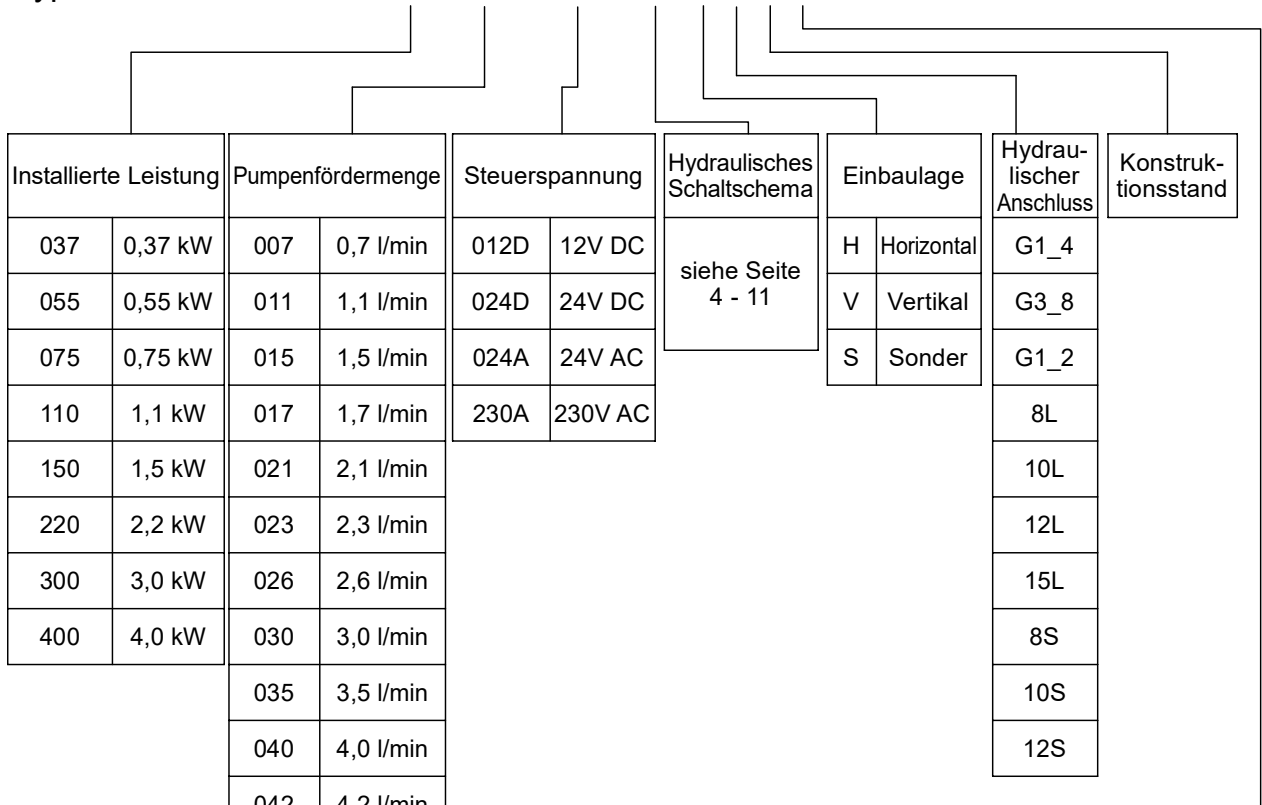 Installierte Leistung
037 0,37 kW
055 0,55 kW
075 0,75 kW
110 1,1 kW
150 1,5 kW
220 2,2 kW
300 3,0 kW
400 4,0 kW
Pumpenfördermenge
007 0,7 l/min
011 1,1 l/min
015 1,5 l/min
017 1,7 l/min
021 2,1 l/min
023 2,3 l/min
026 2,6 l/min
030 3,0 l/min
035 3,5 l/min
040 4,0 l/min
042 4,2 l/min
Steuerspannung
012D 12V DC
024D 24V DC
024A 24V AC
230A 230V AC
Hydraulisches
Schaltschema
siehe Seite
4 - 11
Einbaulage
H Horizontal
V Vertikal
S Sonder
Hydrau-
lischer
Anschluss
G1_4
G3_8
G1_2
8L
10L
12L
15L
8S
10S
12S
Konstruk-
tionsstand